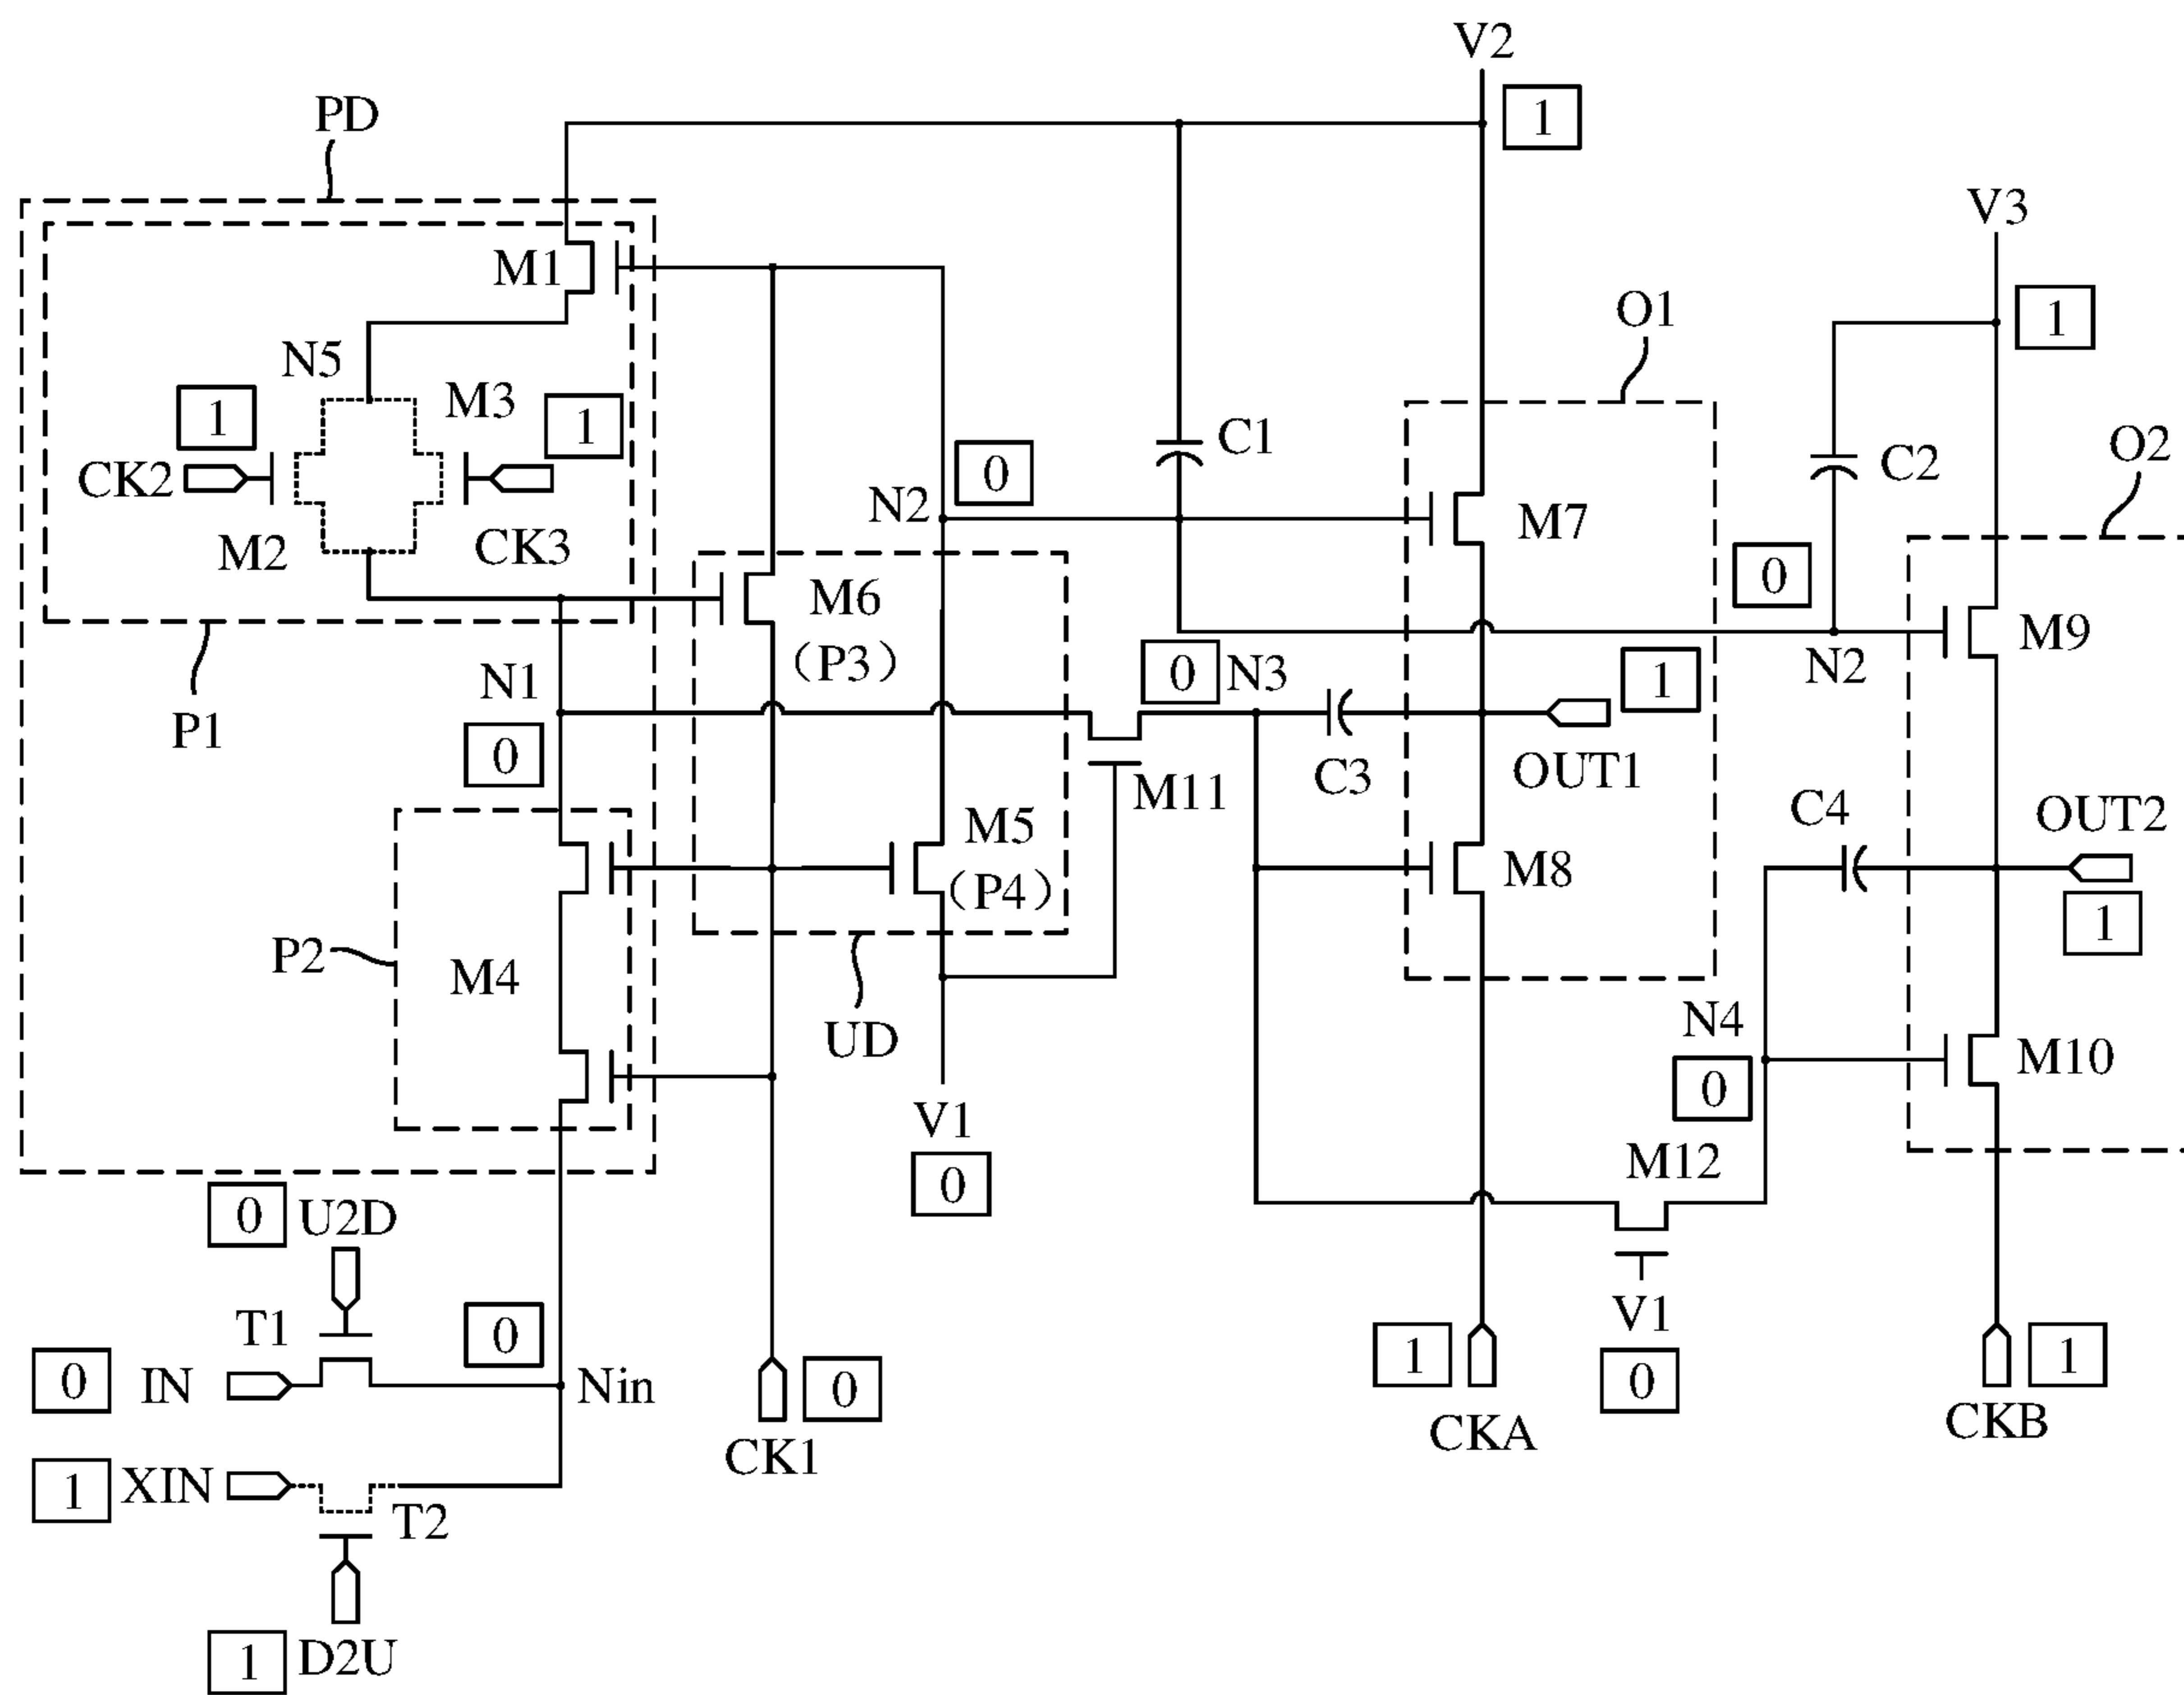 V2
1
PD
V3
1
M1
O1
N5
M3
1
1
C1
O2
CK2
0
C2
N2
M7
M2
CK3
0
M6
(P3)
M9
N1
0
N3
1
N2
P1
0
C3
OUT1
M11
M5
(P4)
M8
C4
OUT2
1
P2
M4
UD
N4
0
M10
V1
0
M12
0
U2D
T1
0
V1
0
0
IN
Nin
0
1
1
CK1
CKA
CKB
1
XIN
T2
1
D2U